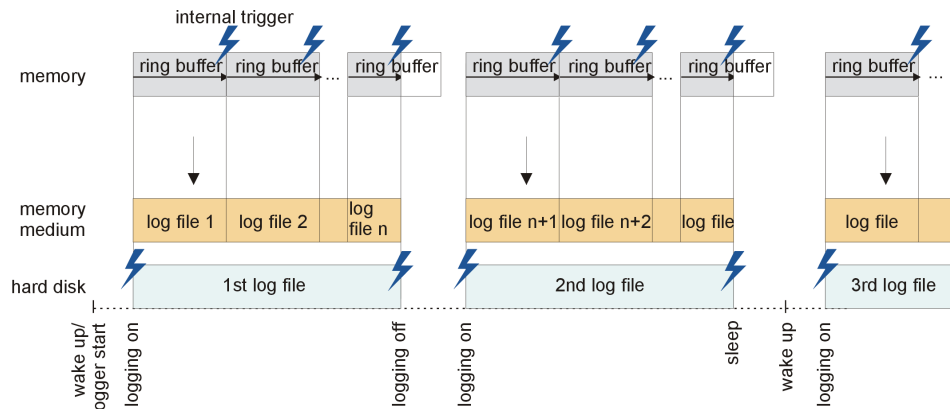 internal trigger
memory
ring buffer
ring buffer
...
ring buffer
ring buffer
ring buffer
...
ring buffer
ring buffer
...
memory
medium
log file 1
log file 2
log
file n
log file n+1
log file n+2
log file
log file
hard disk
1st log file
2nd log file
3rd log file
wake up/
logger start
logging on
logging off
logging on
sleep
wake up
logging on